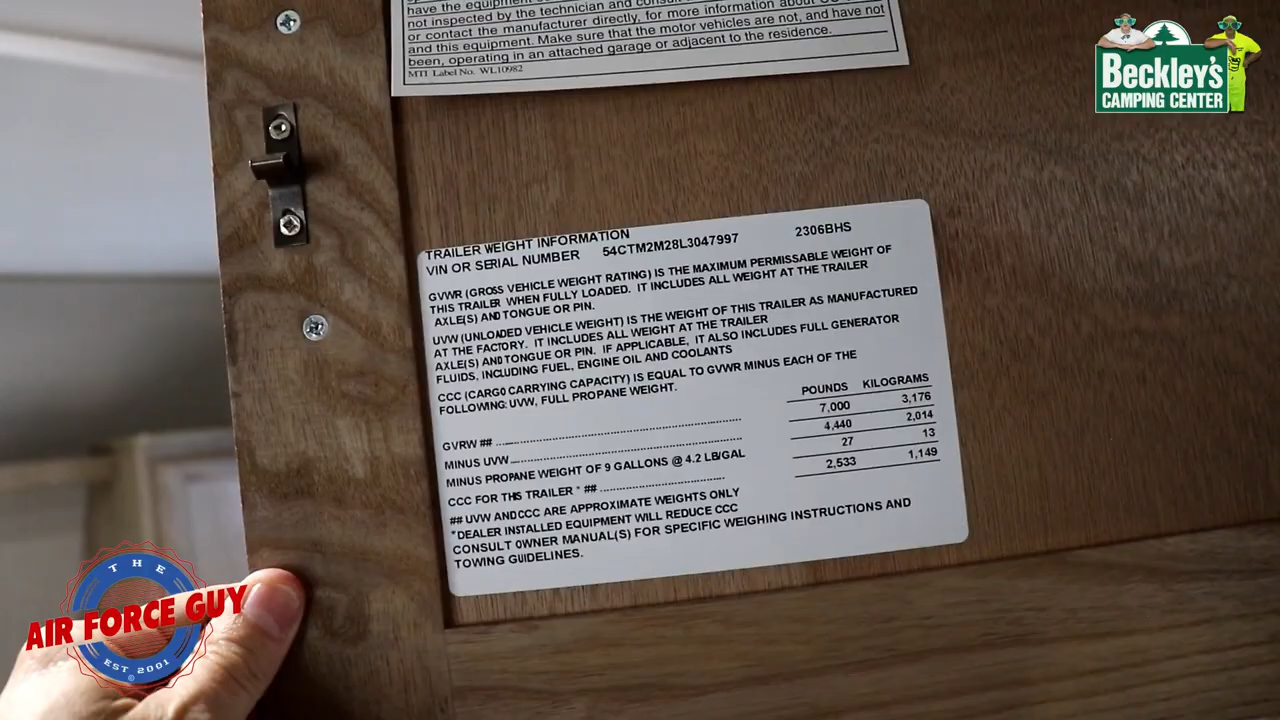 have the equipment
not inspected by the technician and consult
or contact the manufacturer directly, for more information about
and this equipment. Make sure that the motor vehicles are not, and have not
been, operating in an attached garage or adjacent to the residence.
MTI Label No. WL10982
BECKLEY'S
CAMPING CENTER
TRAILER WEIGHT INFORMATION
VIN OR SERIAL NUMBER 54CTM2M28L3047997 2306BHS
GVWR (GROSS VEHICLE WEIGHT RATING) IS THE MAXIMUM PERMISSABLE WEIGHT OF
THIS TRAILER WHEN FULLY LOADED. IT INCLUDES ALL WEIGHT AT THE TRAILER
AXLE(S) AND TONGUE OR PIN.
UVW (UNLOADED VEHICLE WEIGHT) IS THE WEIGHT OF THIS TRAILER AS MANUFACTURED
AT THE FACTORY. IT INCLUDES ALL WEIGHT AT THE TRAILER
AXLE(S) AND TONGUE OR PIN. IF APPLICABLE, IT ALSO INCLUDES FULL GENERATOR
FLUIDS, INCLUDING FUEL, ENGINE OIL AND COOLANTS
CCC (CARGO CARRYING CAPACITY) IS EQUAL TO GVWR MINUS EACH OF THE
FOLLOWING: UVW, FULL PROPANE WEIGHT.
POUNDS KILOGRAMS
GVRW ## ........ 7,000 3,176
MINUS UVW ........ 4,440 2,014
MINUS PROPANE WEIGHT OF 9 GALLONS @ 4.2 LB/GAL 27 13
CCC FOR THIS TRAILER * ## ........ 2,533 1,149
## UVW AND CCC ARE APPROXIMATE WEIGHTS ONLY
*DEALER INSTALLED EQUIPMENT WILL REDUCE CCC
CONSULT OWNER MANUAL(S) FOR SPECIFIC WEIGHING INSTRUCTIONS AND
TOWING GUIDELINES.
THE
AIR FORCE GUY
EST 2001
©